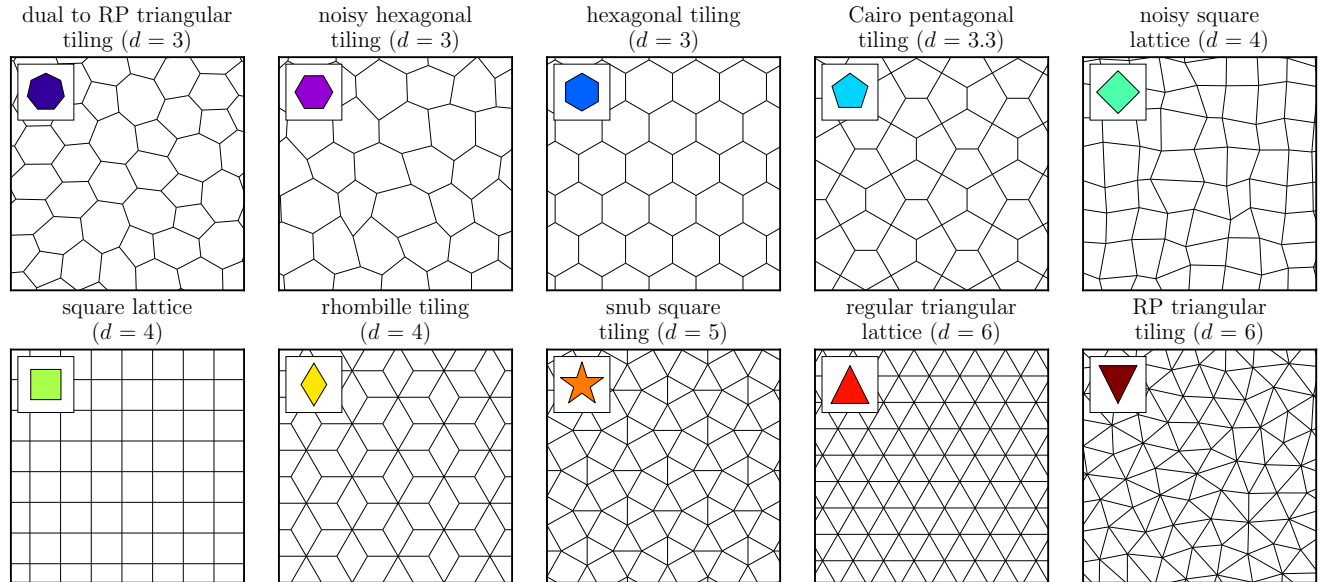 dual to RP triangular
tiling (d = 3)
noisy hexagonal
tiling (d = 3)
hexagonal tiling
(d = 3)
Cairo pentagonal
tiling (d = 3.3)
noisy square
lattice (d = 4)
square lattice
(d = 4)
rhombille tiling
(d = 4)
snub square
tiling (d = 5)
regular triangular
lattice (d = 6)
RP triangular
tiling (d = 6)